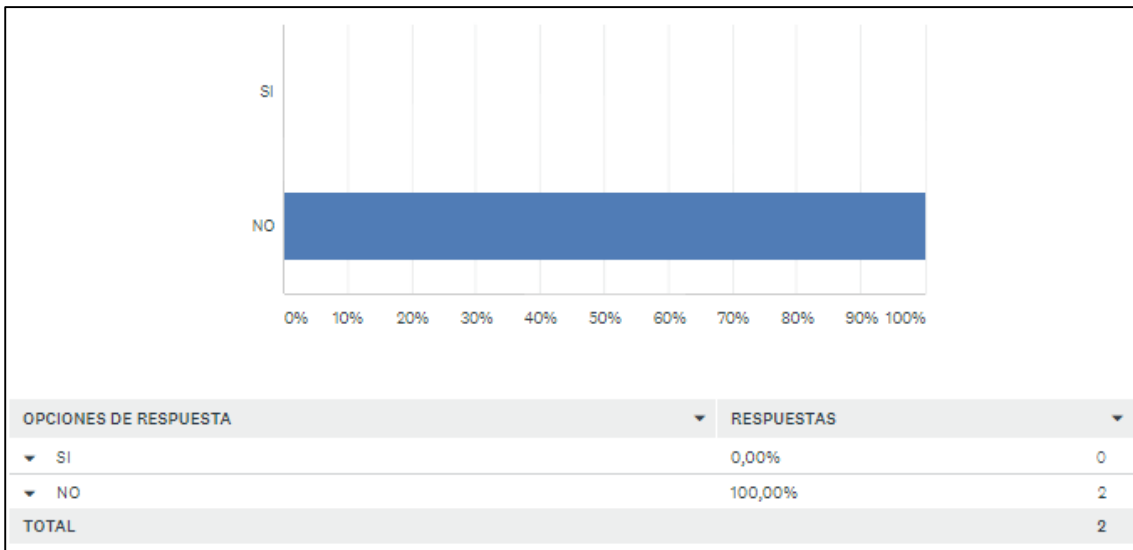 SI
NO
0% 10% 20% 30% 40% 50% 60% 70% 80% 90% 100%
OPCIONES DE RESPUESTA RESPUESTAS
SI 0,00% 0
NO 100,00% 2
TOTAL 2